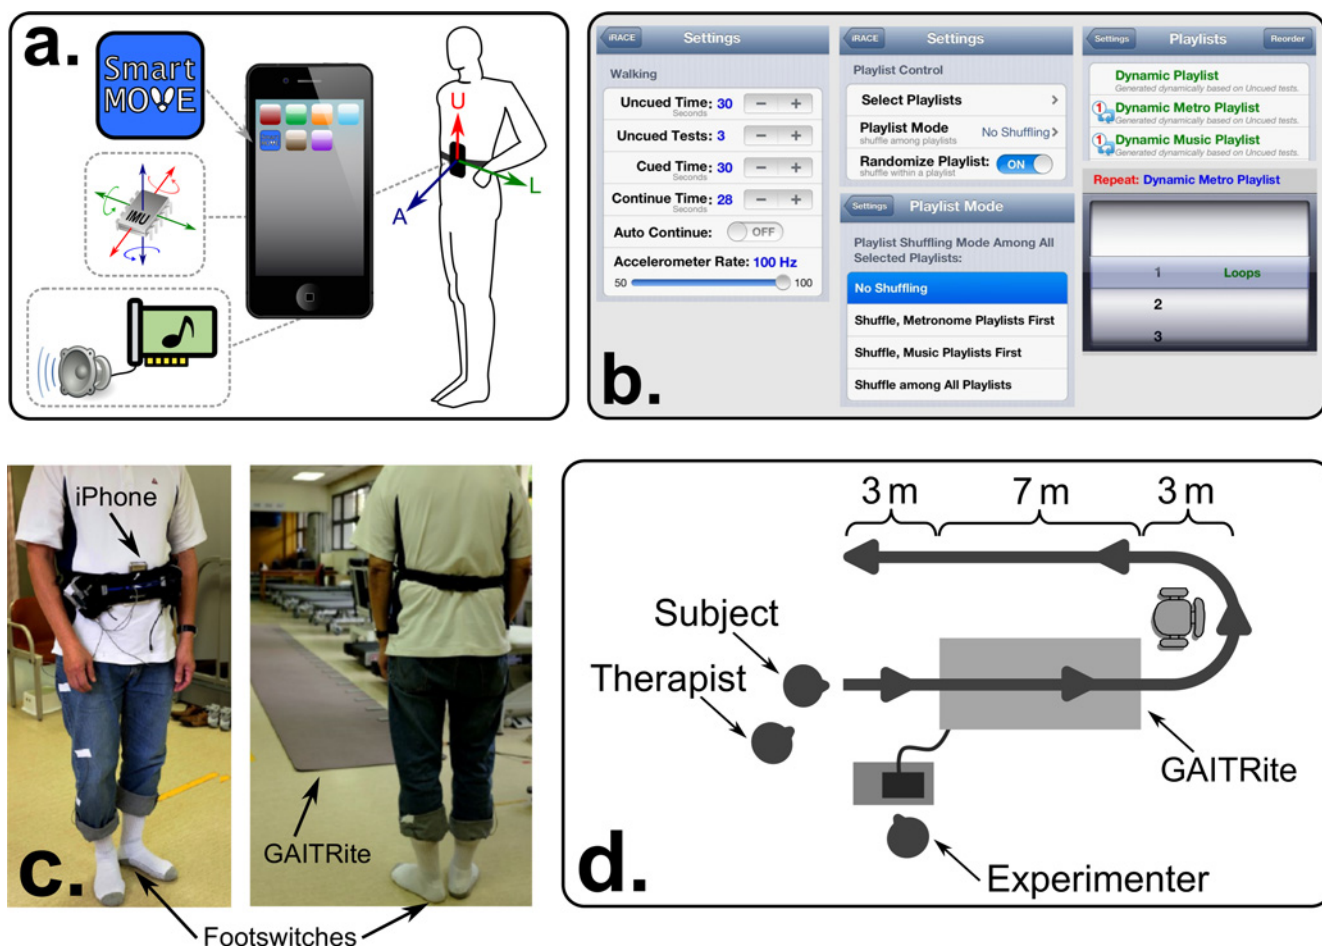 a.
Smart
MOVE
IMU
U
L
A
b.
iRACE
Settings
Walking
Uncued Time: 30
Seconds
Uncued Tests: 3
Cued Time: 30
Seconds
Continue Time: 28
Seconds
Auto Continue: OFF
Accelerometer Rate: 100 Hz
50 100
iRACE
Settings
Playlist Control
Select Playlists
Playlist Mode
shuffle among playlists
No Shuffling
Randomize Playlist:
shuffle within a playlist
ON
Settings
Playlist Mode
Playlist Shuffling Mode Among All
Selected Playlists:
No Shuffling
Shuffle, Metronome Playlists First
Shuffle, Music Playlists First
Shuffle among All Playlists
Settings
Playlists
Reorder
Dynamic Playlist
Generated dynamically based on Uncued tests.
1
Dynamic Metro Playlist
Generated dynamically based on Uncued tests.
1
Dynamic Music Playlist
Generated dynamically based on Uncued tests.
Repeat: Dynamic Metro Playlist
1 Loops
2
3
c.
iPhone
GAITRite
Footswitches
d.
3 m 7 m 3 m
Subject
Therapist
GAITRite
Experimenter